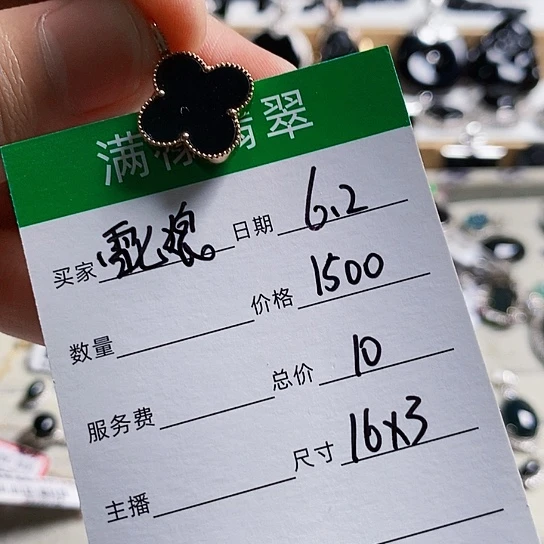 满 翡翠
买家 日期 6.2
数量 价格 1500
服务费 总价 10
主播 尺寸 16x3